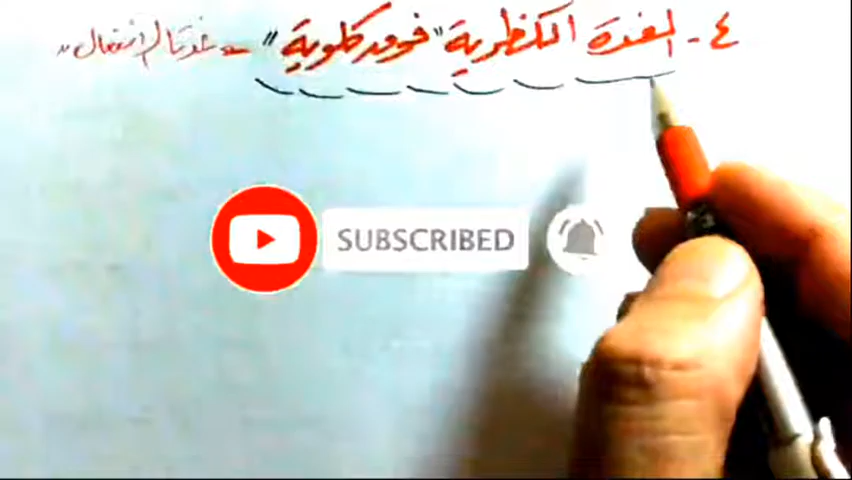 ٤- الغدة الكظرية "فوق كلوية" = غدتا الانفعال"
SUBSCRIBED